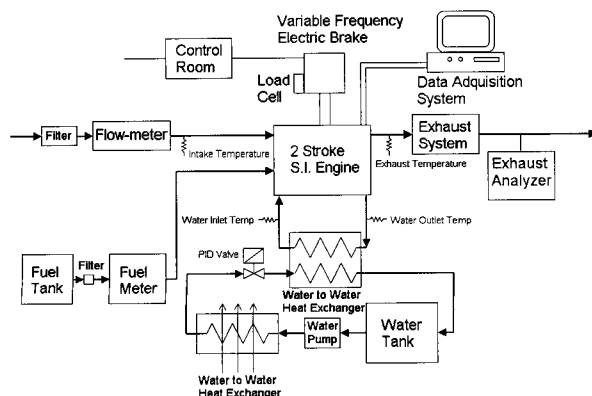 Variable Frequency
Electric Brake
Control
Room
Load
Cell
Data Adquisition
System
Filter
Flow-meter
Intake Temperature
2 Stroke
S.I. Engine
Exhaust
System
Exhaust Temperature
Exhaust
Analyzer
Water Inlet Temp
Water Outlet Temp
Fuel
Tank
Filter
Fuel
Meter
PID Valve
Water to Water
Heat Exchanger
Water
Pump
Water
Tank
Water to Water
Heat Exchanger